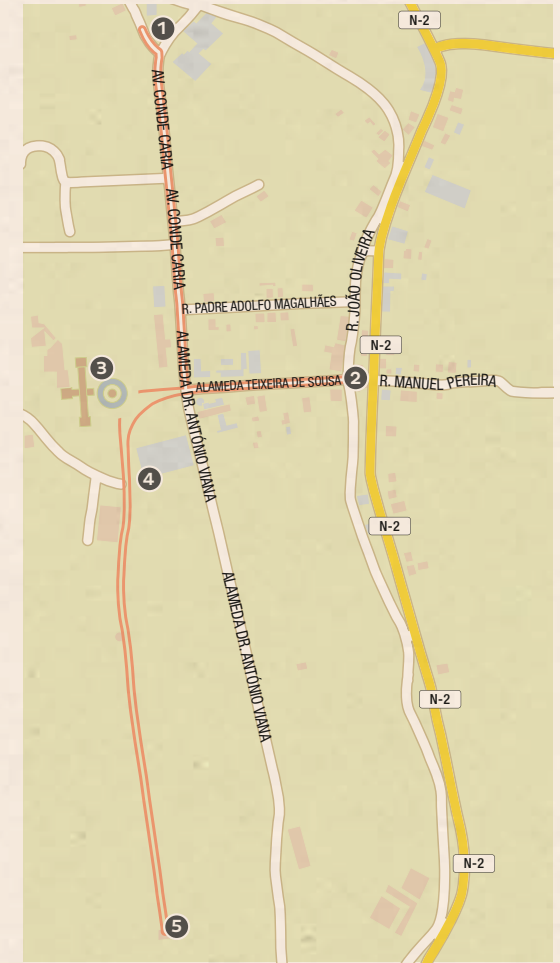 N-2
1
AV. CONDE CARIA
AV. CONDE CARIA
R. JOÃO OLIVEIRA
R. PADRE ADOLFO MAGALHÃES
N-2
ALAMEDA DR. ANTÓNIO VIANA
3
ALAMEDA TEIXEIRA DE SOUSA
2
R. MANUEL PEREIRA
4
N-2
ALAMEDA DR. ANTÓNIO VIANA
N-2
N-2
5